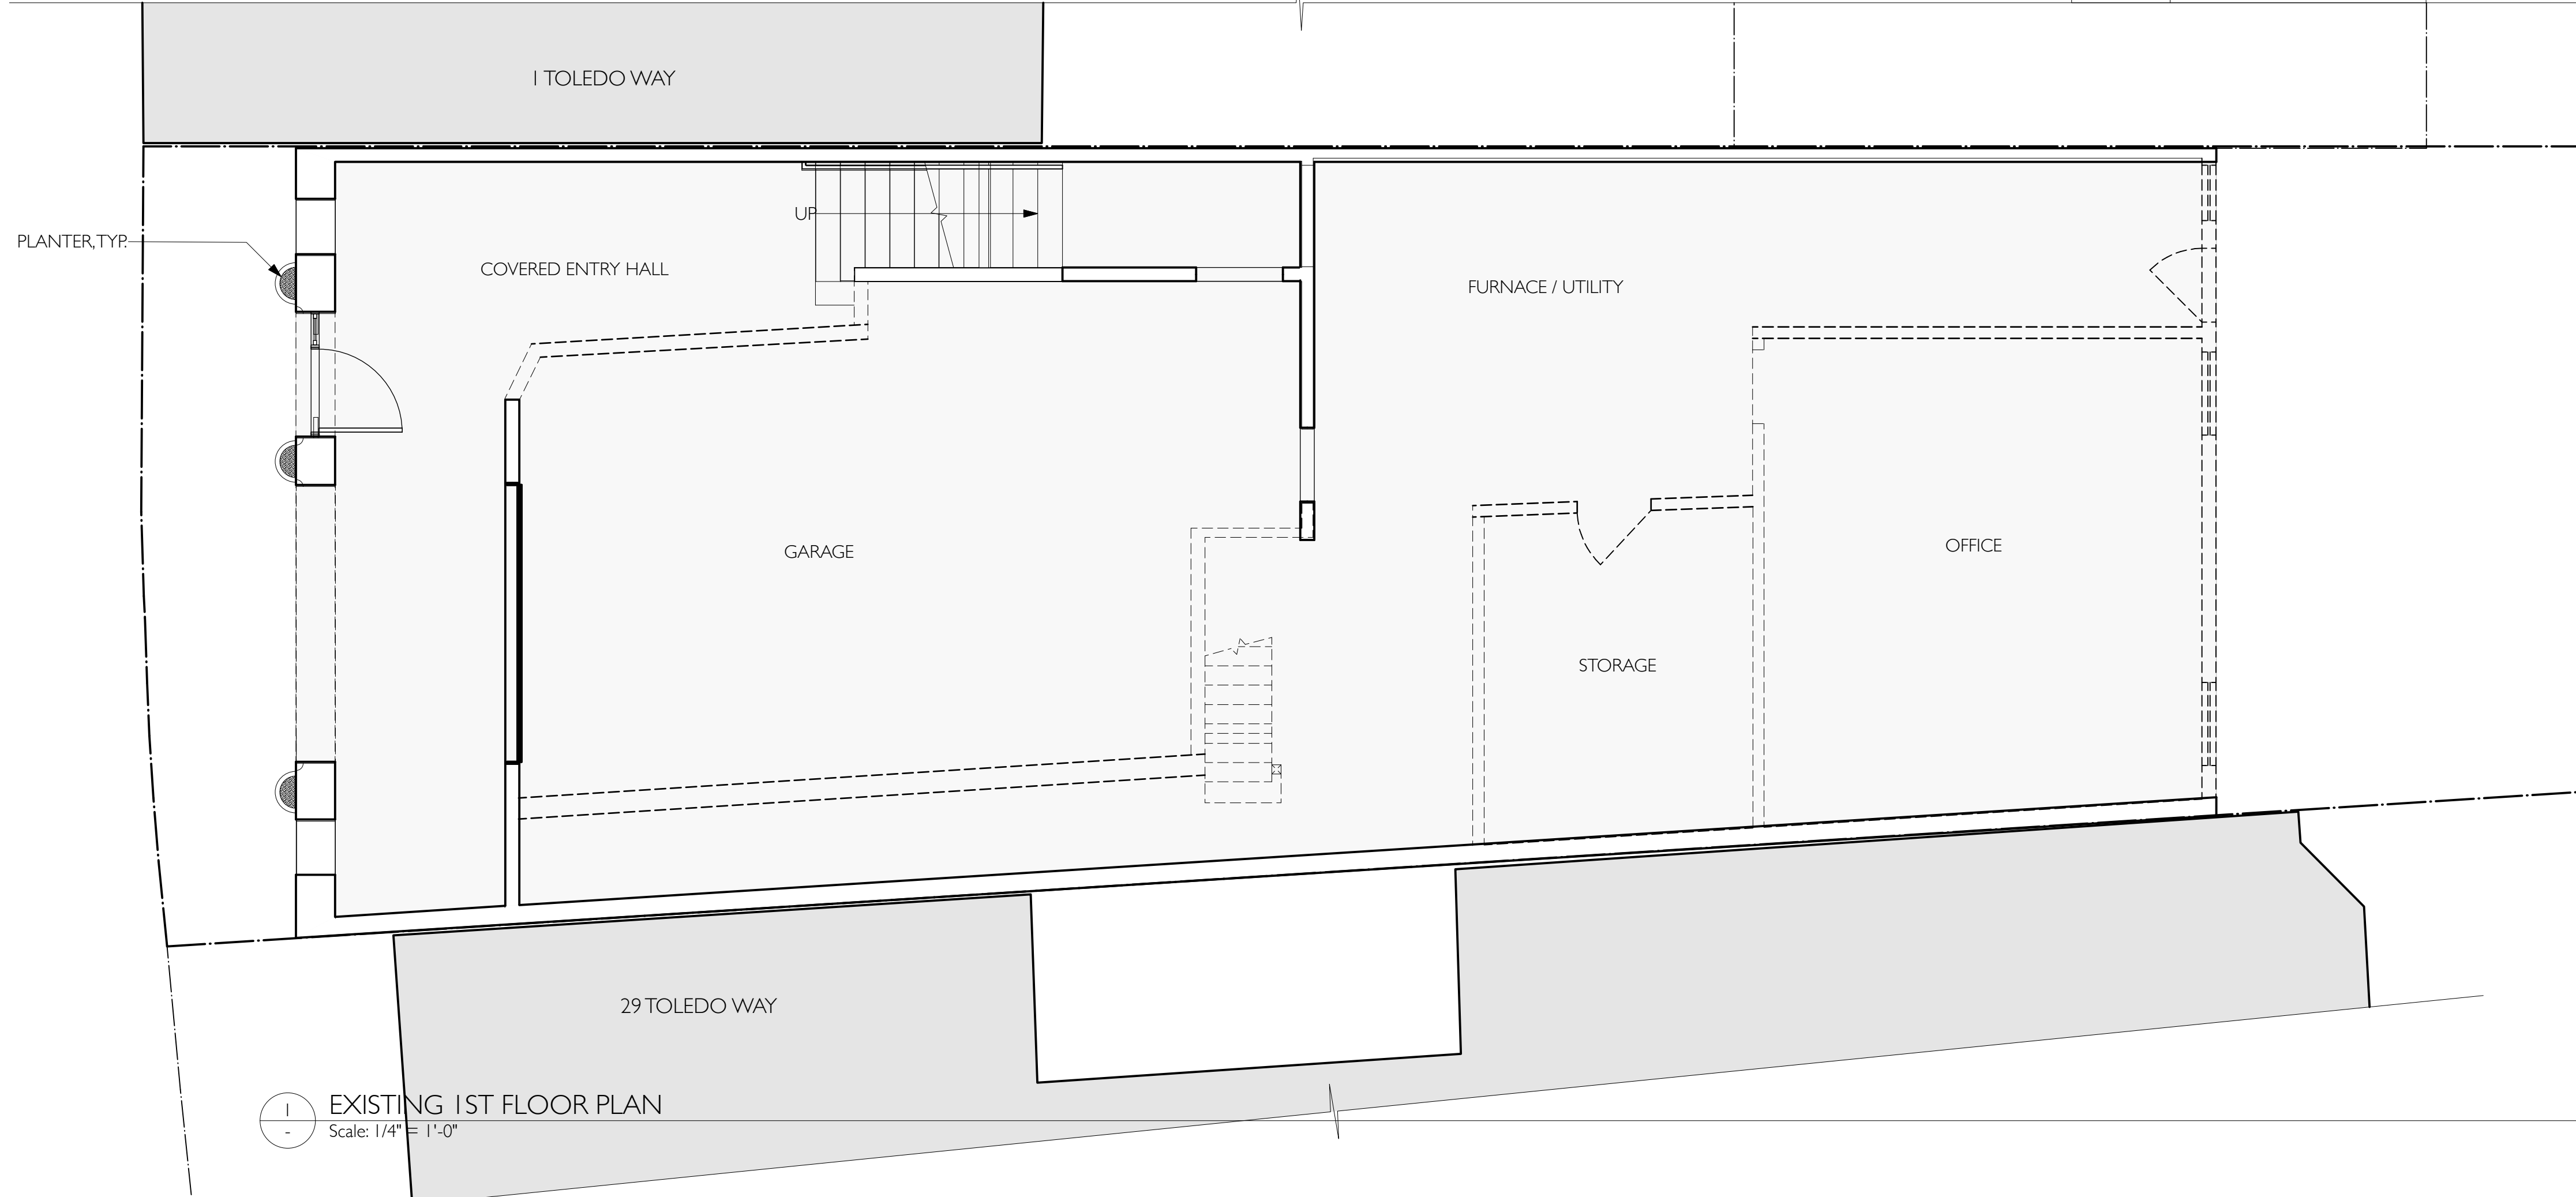 1 TOLEDO WAY
UP
PLANTER, TYP.
COVERED ENTRY HALL
FURNACE / UTILITY
GARAGE
OFFICE
STORAGE
29 TOLEDO WAY
1
-
EXISTING 1ST FLOOR PLAN
Scale: 1/4" = 1'-0"